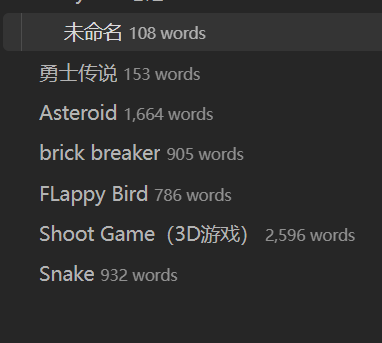 未命名 108 words
勇士传说 153 words
Asteroid 1,664 words
brick breaker 905 words
FLappy Bird 786 words
Shoot Game（3D游戏） 2,596 words
Snake 932 words